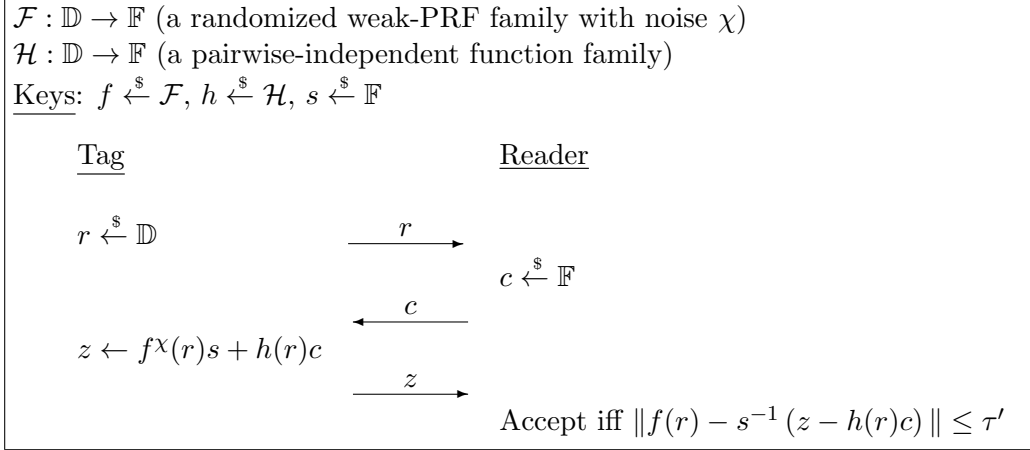 𝓕 : 𝔻 → 𝔽 (a randomized weak-PRF family with noise χ)
𝓗 : 𝔻 → 𝔽 (a pairwise-independent function family)
Keys: f ←$ 𝓕, h ←$ 𝓗, s ←$ 𝔽
Tag Reader
r ←$ 𝔻 r
c ←$ 𝔽
c
z ← f^χ(r)s + h(r)c
z
Accept iff ‖f(r) − s⁻¹ (z − h(r)c) ‖ ≤ τ′